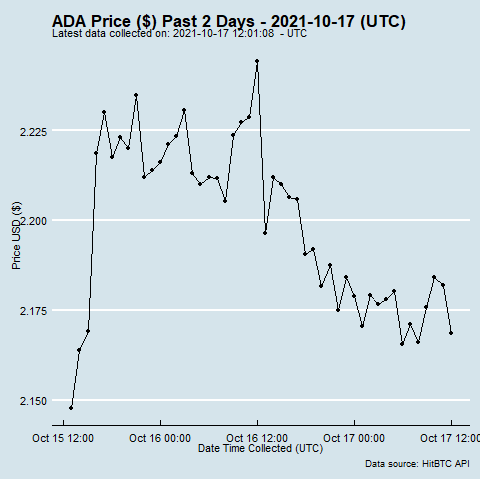 ADA Price ($) Past 2 Days - 2021-10-17 (UTC)
Latest data collected on: 2021-10-17 12:01:08  - UTC
Price USD ($)
2.225
2.200
2.175
2.150
Oct 15 12:00 Oct 16 00:00 Oct 16 12:00 Oct 17 00:00 Oct 17 12:00
Date Time Collected (UTC)
Data source: HitBTC API